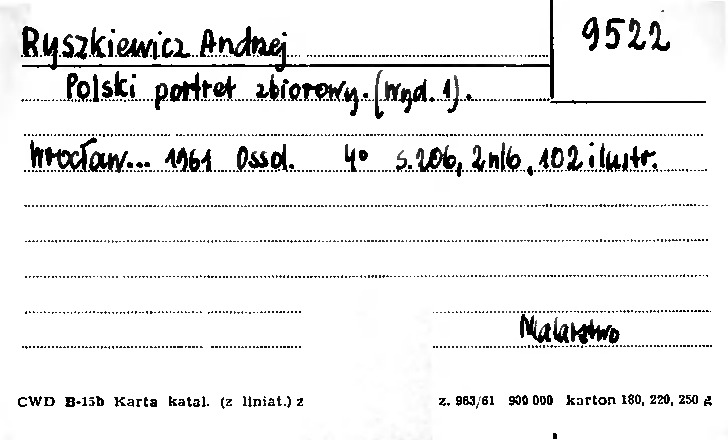 Ryszkiewicz Andrzej
9522
Polski portret zbiorowy. (Wyd. 1).
Wrocław... 1961 Ossol. 4° s. 206, 2nlb, 102 ilustr.
Malarstwo
CWD B-15b Karta katal. (z liniat.) z
z. 963/61 900 000 karton 180, 220, 250 g